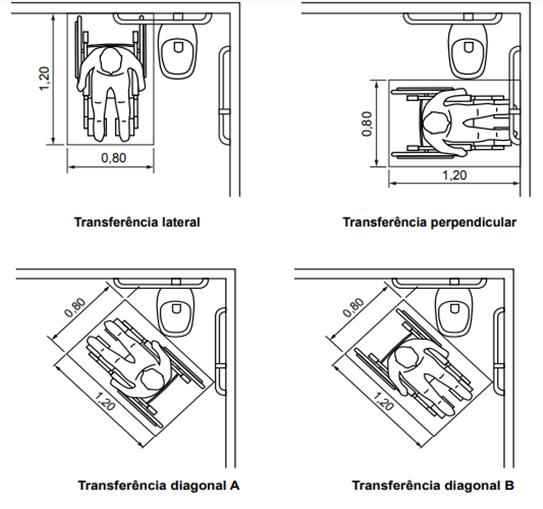 1,20
0,80
0,80
1,20
Transferência lateral
Transferência perpendicular
0,80
1,20
0,80
1,20
Transferência diagonal A
Transferência diagonal B